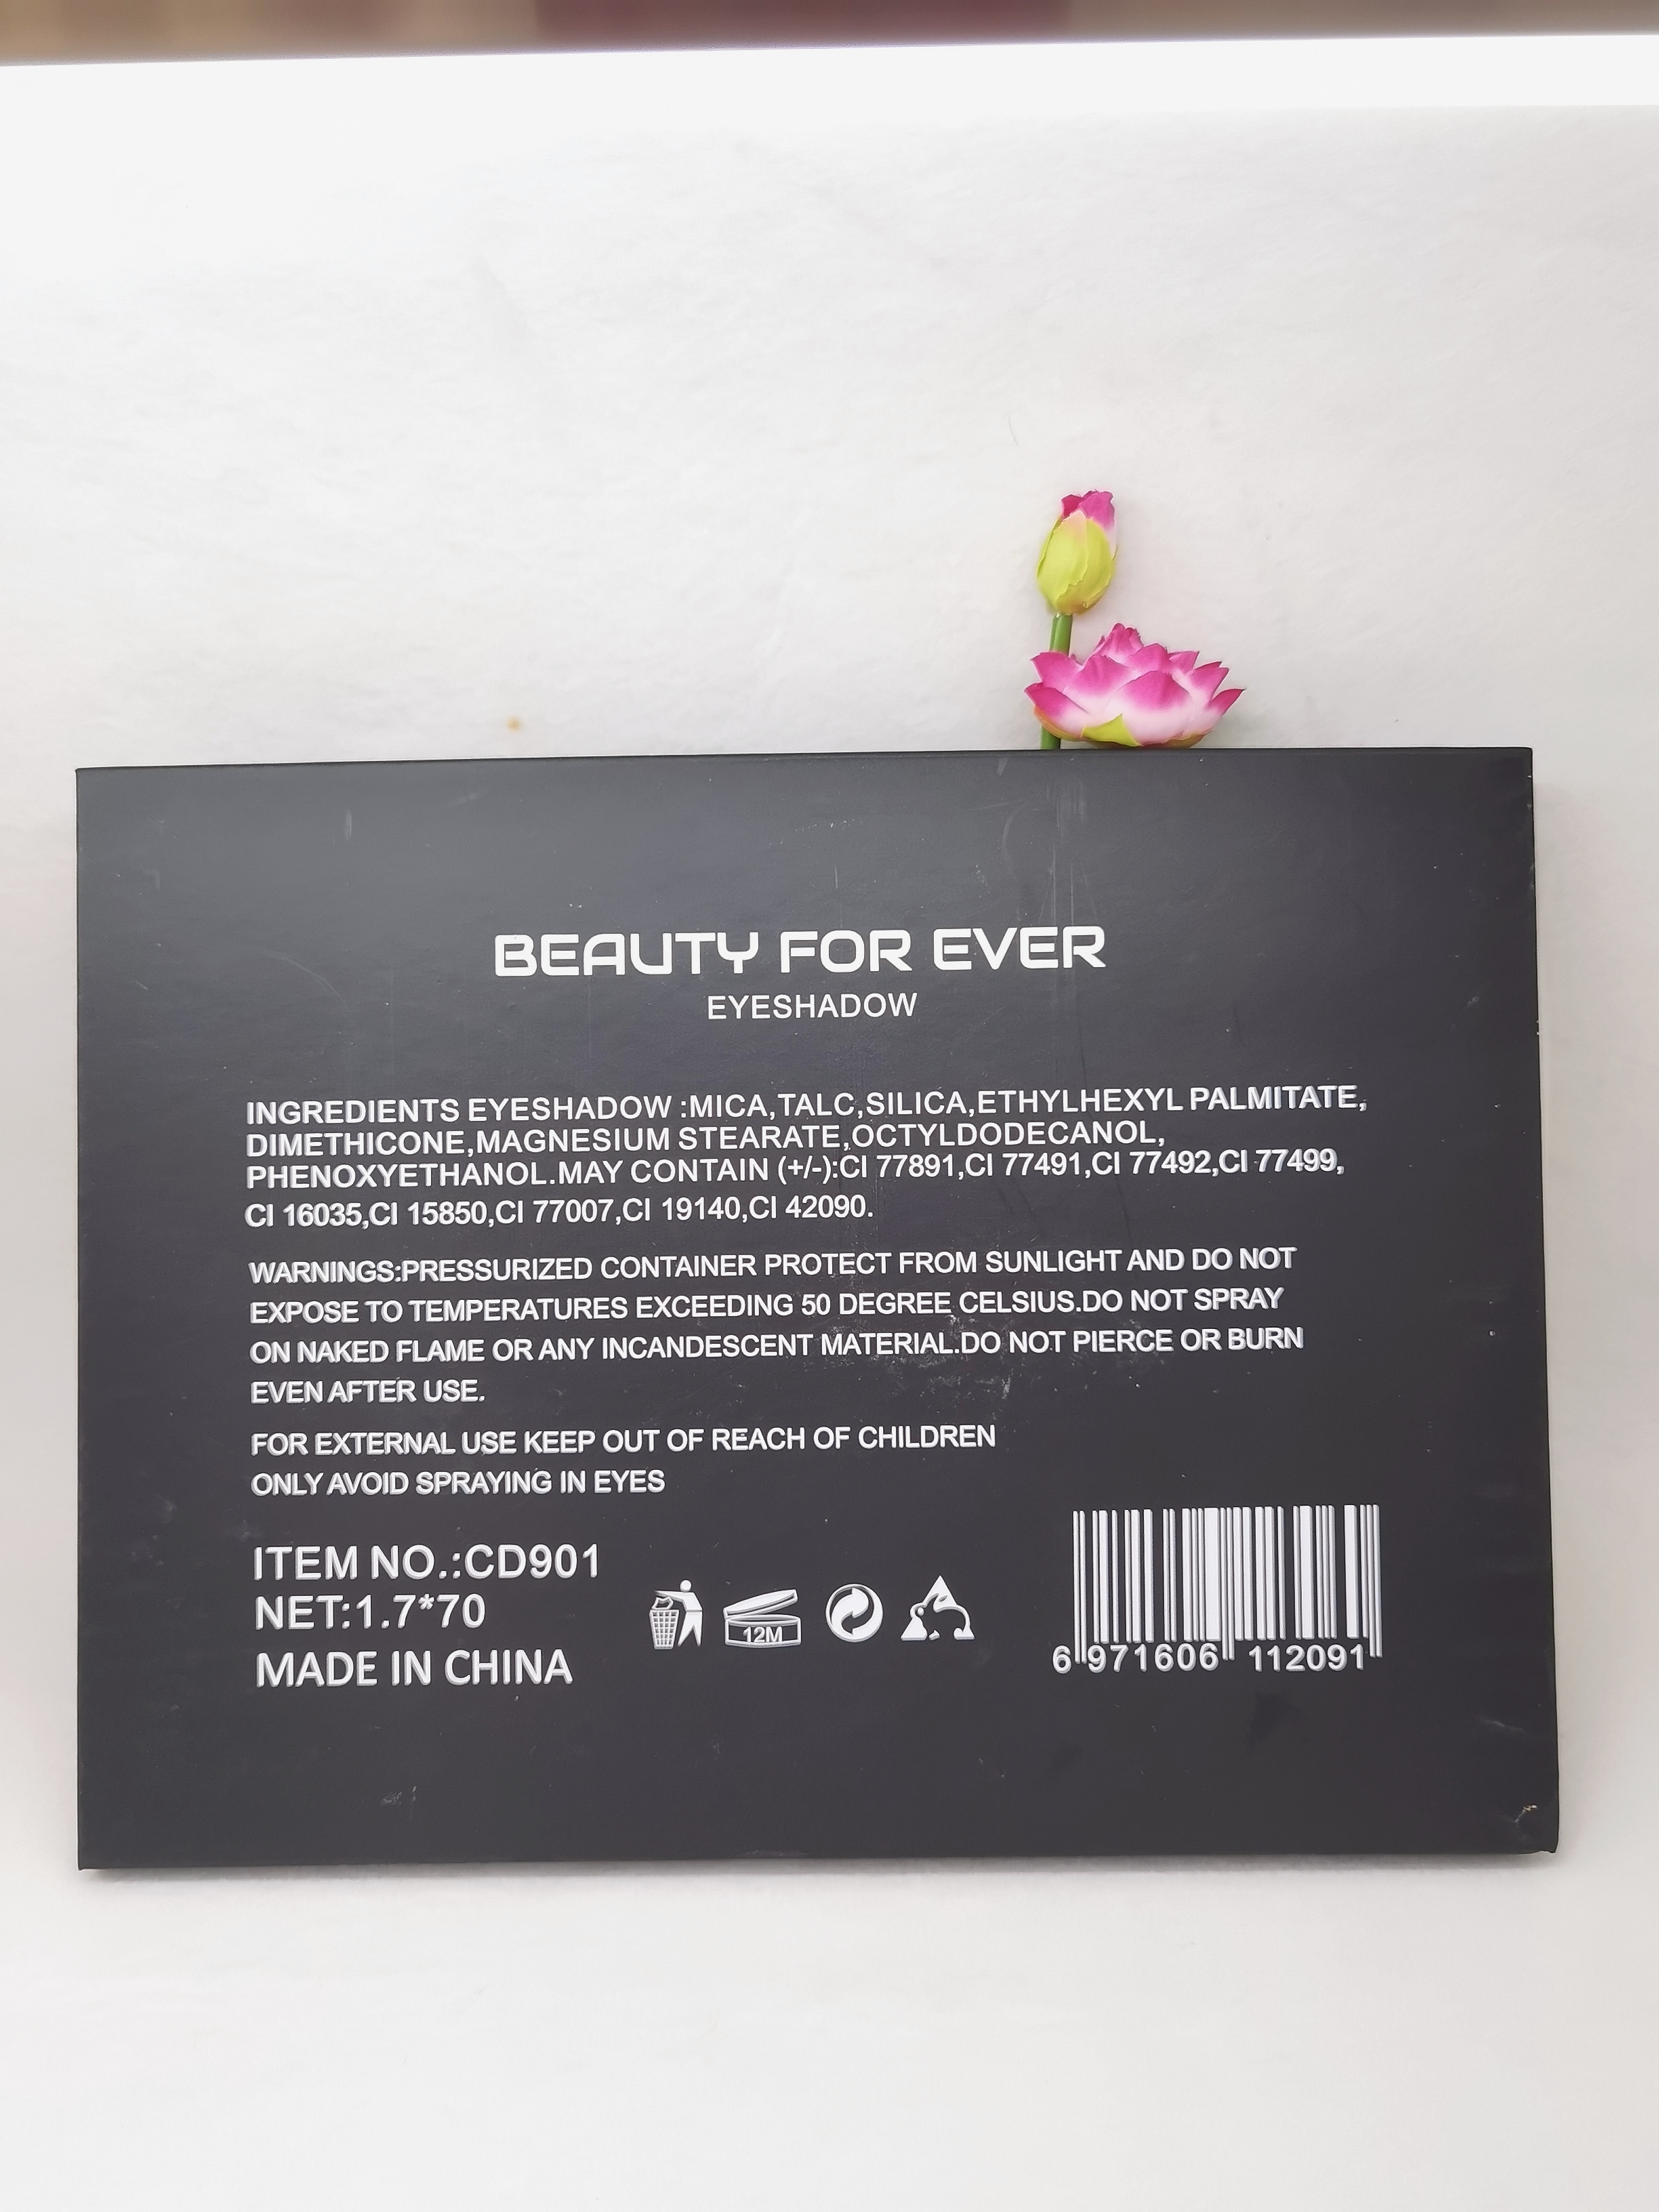 BEAUTY FOR EVER
EYESHADOW
INGREDIENTS EYESHADOW :MICA,TALC,SILICA,ETHYLHEXYL PALMITATE,
DIMETHICONE,MAGNESIUM STEARATE,OCTYLDODECANOL,
PHENOXYETHANOL.MAY CONTAIN (+/-):CI 77891,CI 77491,CI 77492,CI 77499,
CI 16035,CI 15850,CI 77007,CI 19140,CI 42090.
WARNINGS:PRESSURIZED CONTAINER PROTECT FROM SUNLIGHT AND DO NOT
EXPOSE TO TEMPERATURES EXCEEDING 50 DEGREE CELSIUS.DO NOT SPRAY
ON NAKED FLAME OR ANY INCANDESCENT MATERIAL.DO NOT PIERCE OR BURN
EVEN AFTER USE.
FOR EXTERNAL USE KEEP OUT OF REACH OF CHILDREN
ONLY AVOID SPRAYING IN EYES
ITEM NO.:CD901
NET:1.7*70
MADE IN CHINA
12M
6 971606 112091